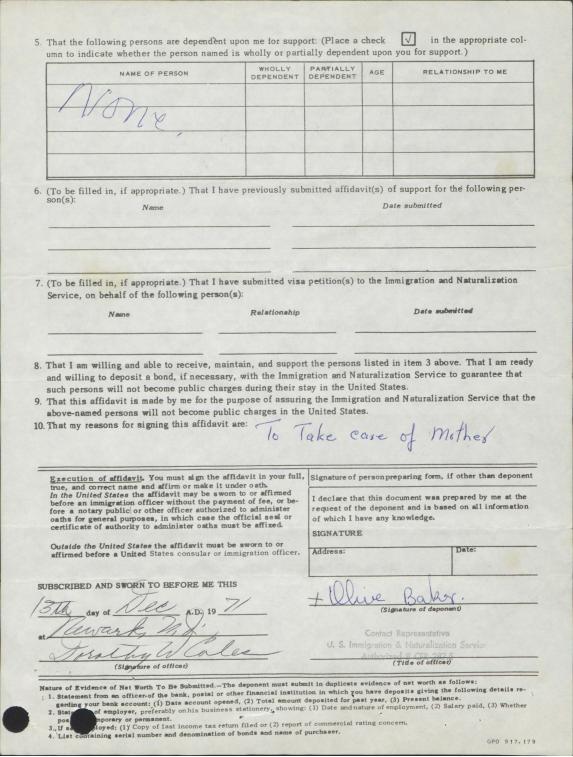 5. That the following persons are dependent upon me for support: (Place a check √ in the appropriate col-
umn to indicate whether the person named is wholly or partially dependent upon you for support.)
NAME OF PERSON WHOLLY DEPENDENT PARTIALLY DEPENDENT AGE RELATIONSHIP TO ME
None
6. (To be filled in, if appropriate.) That I have previously submitted affidavit(s) of support for the following per-
son(s):
Name Date submitted
7. (To be filled in, if appropriate.) That I have submitted visa petition(s) to the Immigration and Naturalization
Service, on behalf of the following person(s):
Name Relationship Date submitted
8. That I am willing and able to receive, maintain, and support the persons listed in item 3 above. That I am ready
and willing to deposit a bond, if necessary, with the Immigration and Naturalization Service to guarantee that
such persons will not become public charges during their stay in the United States.
9. That this affidavit is made by me for the purpose of assuring the Immigration and Naturalization Service that the
above-named persons will not become public charges in the United States.
10. That my reasons for signing this affidavit are: To Take care of Mother
Execution of affidavit. You must sign the affidavit in your full,
true, and correct name and affirm or make it under oath.
In the United States the affidavit may be sworn to or affirmed
before an immigration officer without the payment of fee, or be-
fore a notary public or other officer authorized to administer
oaths for general purposes, in which case the official seal or
certificate of authority to administer oaths must be affixed.
Outside the United States the affidavit must be sworn to or
affirmed before a United States consular or immigration officer.
Signature of person preparing form, if other than deponent
I declare that this document was prepared by me at the
request of the deponent and is based on all information
of which I have any knowledge.
SIGNATURE
Address: Date:
SUBSCRIBED AND SWORN TO BEFORE ME THIS
13th day of Dec A.D. 19 71
at Newark N.J.
Dorothy W Coles
(Signature of officer)
+ Olive Baker.
(Signature of deponent)
Contact Representative
U. S. Immigration & Naturalization Service
(Title of officer)
Nature of Evidence of Net Worth To Be Submitted.—The deponent must submit in duplicate evidence of net worth as follows:
1. Statement from an officer of the bank, postal or other financial institution in which you have deposits giving the following details re-
garding your bank account: (1) Date account opened, (2) Total amount deposited for past year, (3) Present balance.
2. of employer, preferably on his business stationery, showing: (1) Date and nature of employment, (2) Salary paid, (3) Whether
temporary or permanent.
3. (1) Copy of last income tax return filed or (2) report of commercial rating concern.
4. List containing serial number and denomination of bonds and name of purchaser.
GPO 917.179